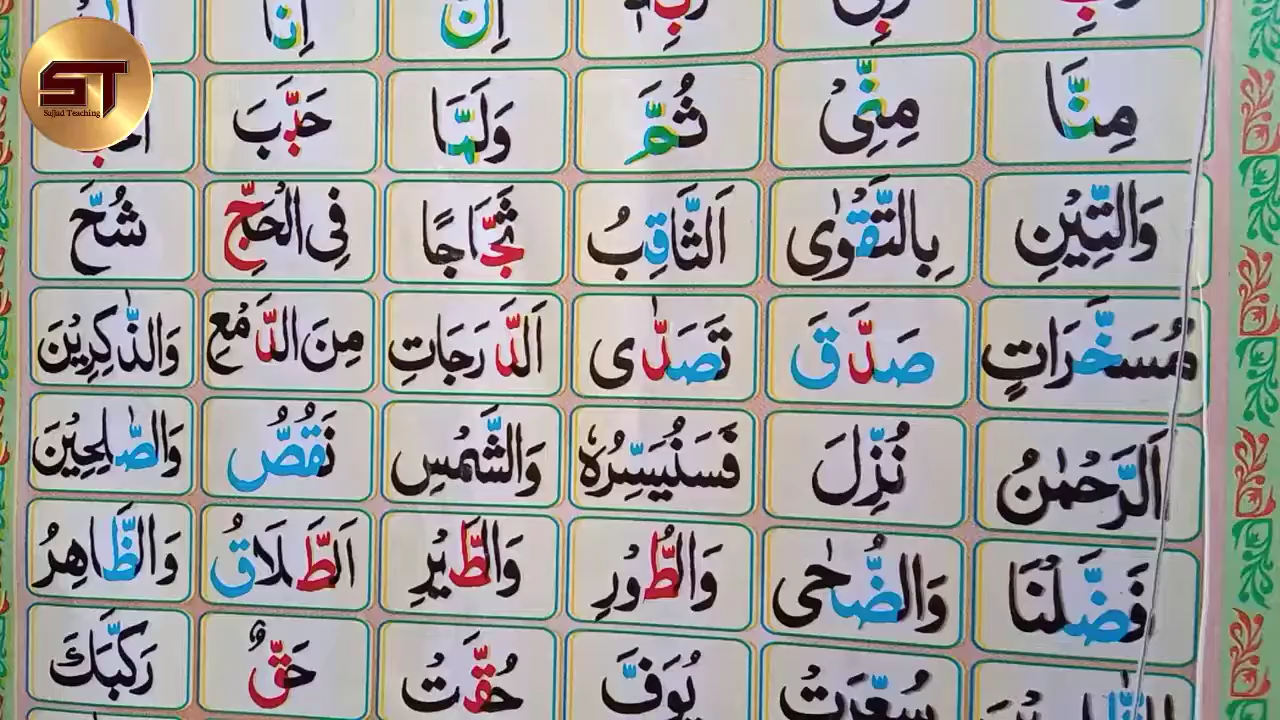 ST
Sajjad Teaching
اِنَّ اِنَّا
مِنَّا مِنِّىْ ثُمَّ وَلَمَّا حَبَّبَ
وَالتِّيْنِ بِالتَّقْوٰى اَلثَّاقِبُ ثَجَّاجًا فِى الْحَجِّ شُحَّ
مُسَخَّرَاتٍ صَدَّقَ تَصَدّٰى اَلدَّرَجَاتِ مِنَ الدَّمْعِ وَالذّٰكِرِيْنَ
اَلرَّحْمٰنُ نُزِّلَ فَسَنُيَسِّرُهٗ وَالشَّمْسِ نَقُصُّ وَالصّٰلِحِيْنَ
فَضَّلْنَا وَالضُّحٰى وَالطُّوْرِ وَالطَّيْرِ اَلطَّلَاقُ وَالظَّاهِرُ
سُعِّرَتْ يُوَفَّ حُقَّتْ حَقٌّ رَكَّبَكَ